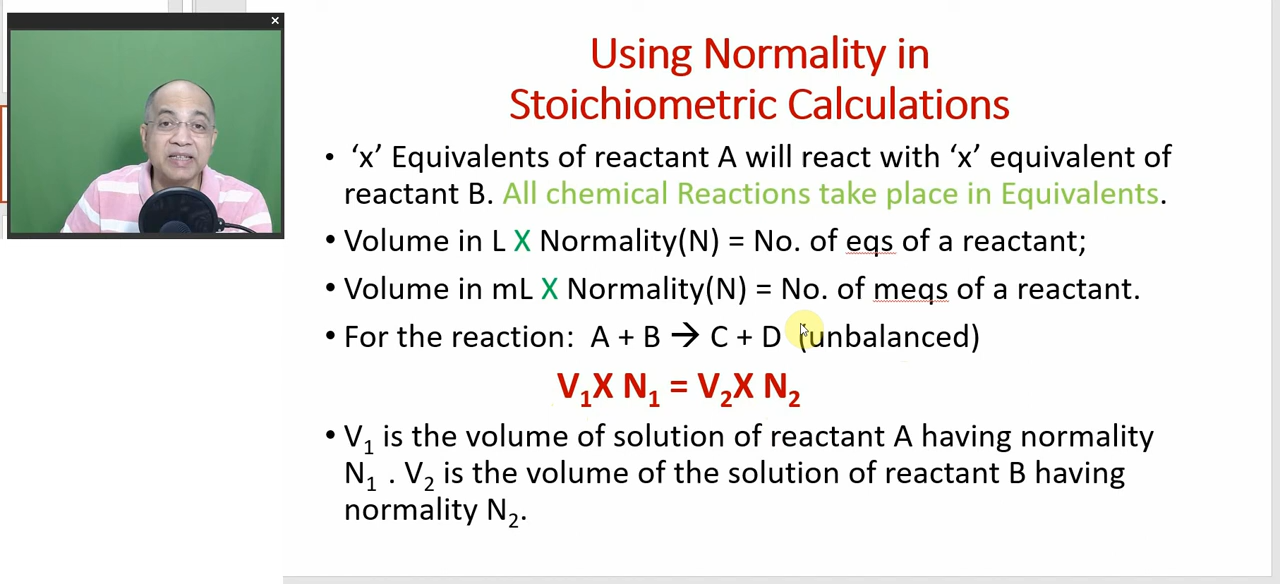 Using Normality in
Stoichiometric Calculations
• ‘x’ Equivalents of reactant A will react with ‘x’ equivalent of
reactant B. All chemical Reactions take place in Equivalents.
• Volume in L X Normality(N) = No. of eqs of a reactant;
• Volume in mL X Normality(N) = No. of meqs of a reactant.
• For the reaction: A + B → C + D (unbalanced)
V₁X N₁ = V₂X N₂
• V₁ is the volume of solution of reactant A having normality
N₁ . V₂ is the volume of the solution of reactant B having
normality N₂.